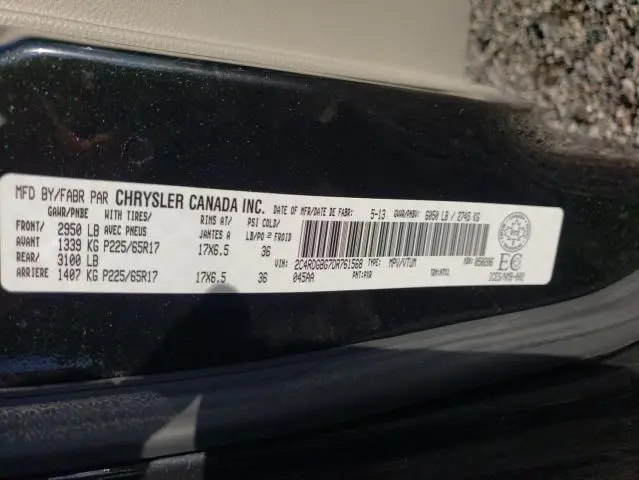 MFD BY/FABR PAR CHRYSLER CANADA INC. DATE OF MFR/DATE DE FABR: 5-13 GVWR/PNBV: 6050 LB / 2745 KG
GAWR/PNBE WITH TIRES/ RIMS AT/ PSI COLD/
FRONT/ 2950 LB AVEC PNEUS JANTES A LB/PO² FROID
AVANT 1339 KG P225/65R17 17X6.5 36
REAR/ 3100 LB VIN: 2C4RDGBG7DR761568 TYPE: MPV/VTUM
ARRIERE 1407 KG P225/65R17 17X6.5 36 045AA PNT:PXR
EC